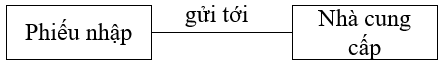 Phiếu nhập
gửi tới
Nhà cung
cấp